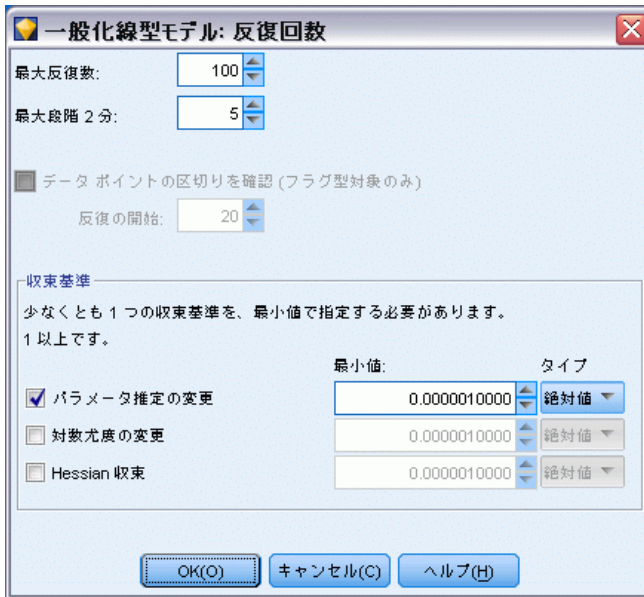 一般化線型モデル: 反復回数
最大反復数: 100
最大段階 2 分: 5
データ ポイントの区切りを確認 (フラグ型対象のみ)
反復の開始: 20
収束基準
少なくとも 1 つの収束基準を、最小値で指定する必要があります。
1 以上です。
最小値: タイプ
パラメータ推定の変更 0.0000010000 絶対値
対数尤度の変更 0.0000010000 絶対値
Hessian 収束 0.0000010000 絶対値
OK(O) キャンセル(C) ヘルプ(H)